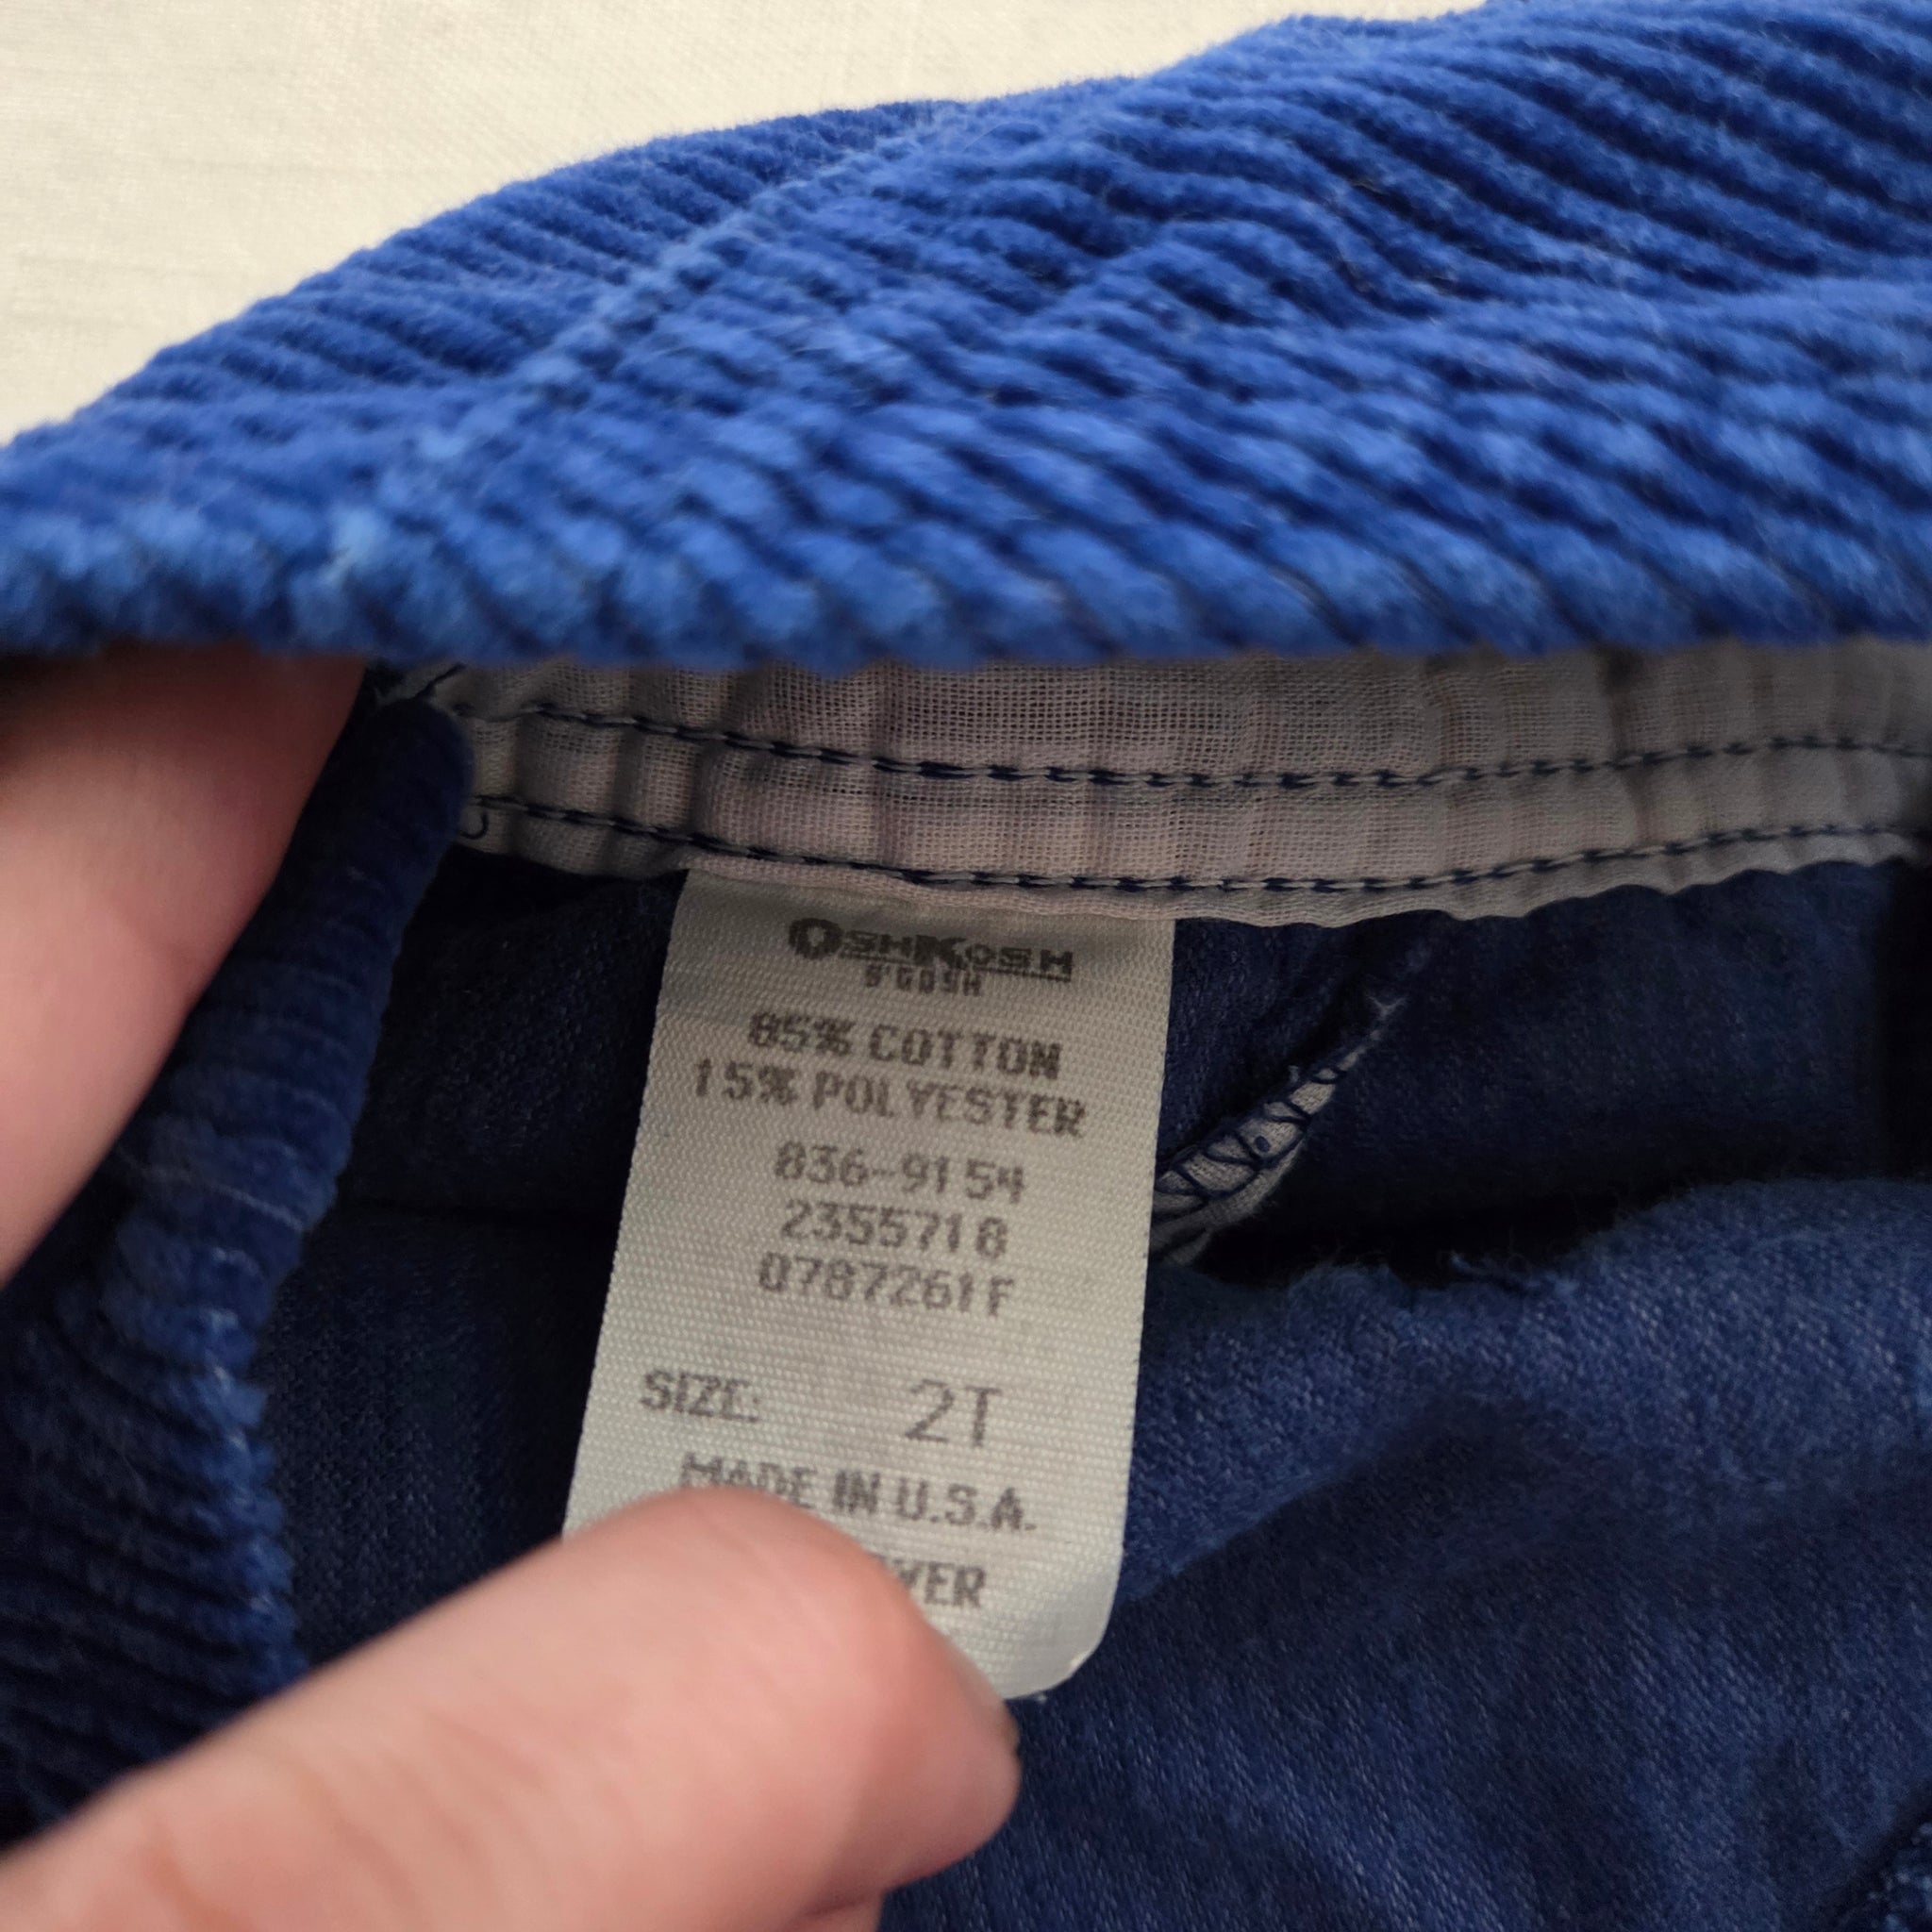 OSHKOSH
B'GOSH
85% COTTON
15% POLYESTER
836-9154
2355718
0787261F
SIZE: 2T
MADE IN U.S.A.